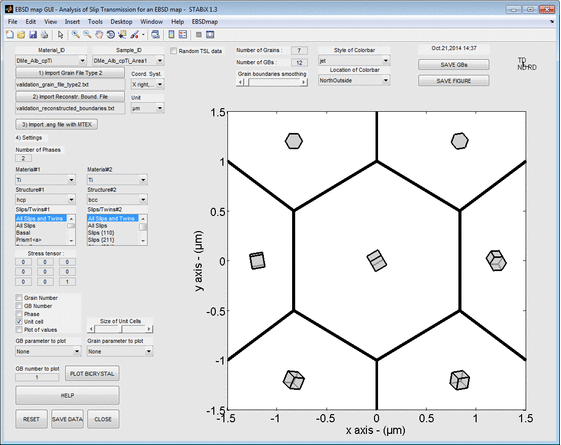 EBSD map GUI - Analysis of Slip Transmission for an EBSD map - STABiX 1.3
File Edit View Insert Tools Desktop Window Help EBSDmap
Material_ID
Sample_ID
DMe_Alb_cpTi
DMe_Alb_cpTi_Area1
Random TSL data
1) Import Grain File Type 2
Coord. Syst.
validation_grain_file_type2.txt
X right,...
2) Import Reconstr. Bound. File
Unit
validation_reconstructed_boundaries.txt
µm
3) Import .ang file with MTEX
4) Settings
Number of Phases
2
Material#1
Material#2
Ti
Ti
Structure#1
Structure#2
hcp
bcc
Slips/Twins#1
Slips/Twins#2
All Slips and Twins
All Slips and Twins
All Slips
All Slips
Basal
Slips {110}
Prism1<a>
Slips {211}
Stress tensor :
0 0 0
0 0 0
0 0 1
Grain Number
GB Number
Phase
Unit cell
Plot of values
Size of Unit Cells
GB parameter to plot
Grain parameter to plot
None
None
GB number to plot
1
PLOT BICRYSTAL
HELP
RESET
SAVE DATA
CLOSE
Number of Grains :
7
Number of GBs :
12
Grain boundaries smoothing
Style of Colorbar
jet
Location of Colorbar
NorthOutside
Oct.21,2014 14:37
SAVE GBs
SAVE FIGURE
TD
ND RD
1.5
1
0.5
0
-0.5
-1
-1.5
y axis - (µm)
-1.5 -1 -0.5 0 0.5 1 1.5
x axis - (µm)